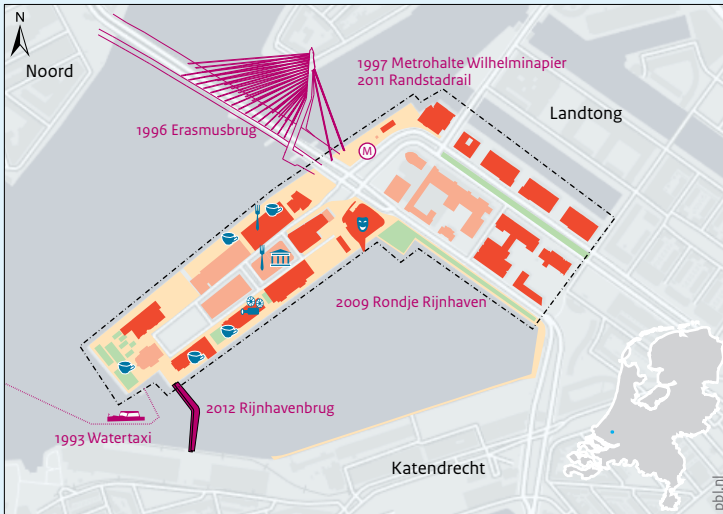 N
Noord
1997 Metrohalte Wilhelminapier
2011 Randstadrail
Landtong
1996 Erasmusbrug
M
2009 Rondje Rijnhaven
2012 Rijnhavenbrug
1993 Watertaxi
Katendrecht
pbl.nl